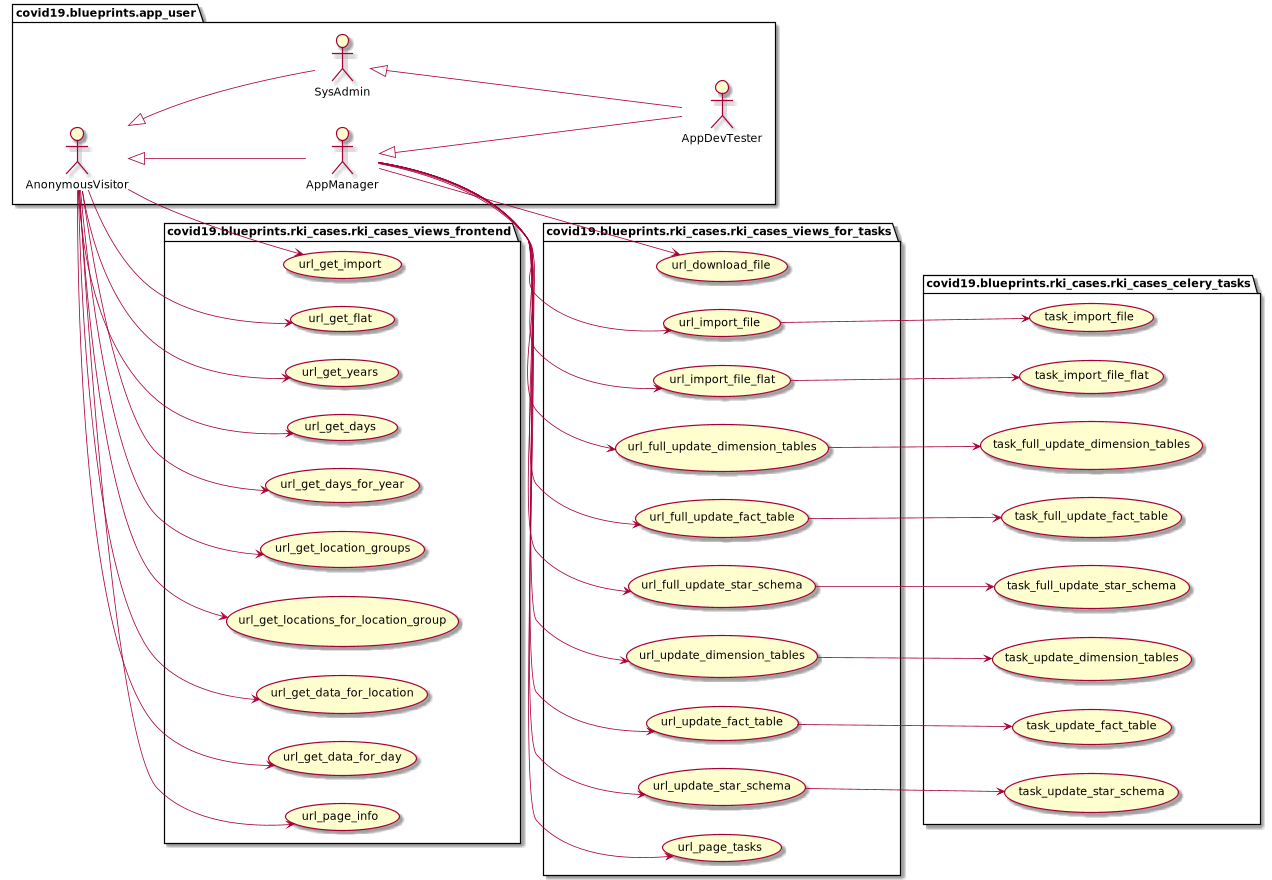 covid19.blueprints.app_user
SysAdmin
AppDevTester
AnonymousVisitor
AppManager
covid19.blueprints.rki_cases.rki_cases_views_frontend
url_get_import
url_get_flat
url_get_years
url_get_days
url_get_days_for_year
url_get_location_groups
url_get_locations_for_location_group
url_get_data_for_location
url_get_data_for_day
url_page_info
covid19.blueprints.rki_cases.rki_cases_views_for_tasks
url_download_file
url_import_file
url_import_file_flat
url_full_update_dimension_tables
url_full_update_fact_table
url_full_update_star_schema
url_update_dimension_tables
url_update_fact_table
url_update_star_schema
url_page_tasks
covid19.blueprints.rki_cases.rki_cases_celery_tasks
task_import_file
task_import_file_flat
task_full_update_dimension_tables
task_full_update_fact_table
task_full_update_star_schema
task_update_dimension_tables
task_update_fact_table
task_update_star_schema